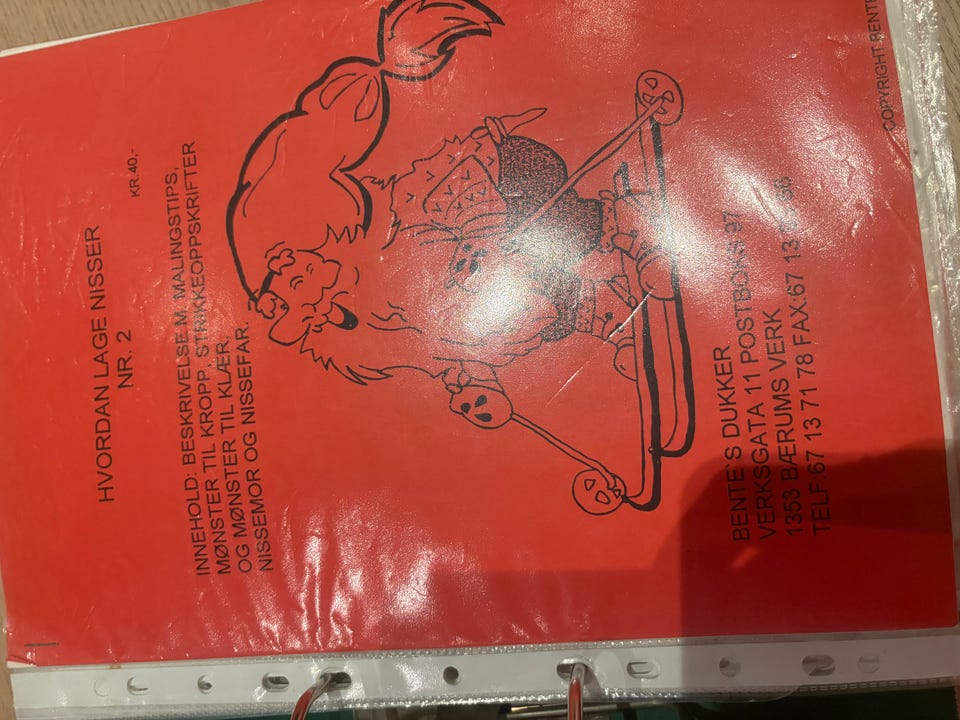 HVORDAN LAGE NISSER
NR. 2
KR.40,-
INNEHOLD: BESKRIVELSE M. MALINGSTIPS,
MØNSTER TIL KROPP, STRIKKEOPPSKRIFTER
OG MØNSTER TIL KLÆR,
NISSEMOR OG NISSEFAR.
BENTE`S DUKKER
VERKSGATA 11 POSTBOKS 97
1353 BÆRUMS VERK
TELF:67 13 71 78 FAX:67 13
COPYRIGHT BENTE